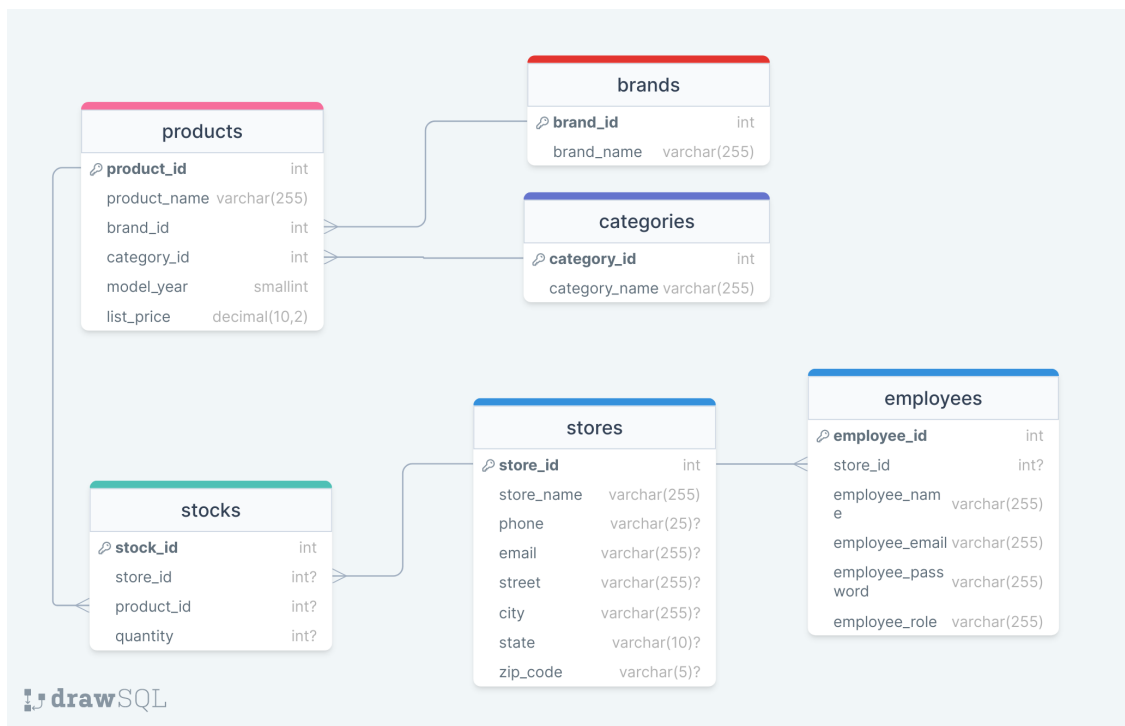 brands
brand_id int
brand_name varchar(255)
products
product_id int
product_name varchar(255)
brand_id int
category_id int
model_year smallint
list_price decimal(10,2)
categories
category_id int
category_name varchar(255)
employees
employee_id int
store_id int?
employee_nam
e varchar(255)
employee_email varchar(255)
employee_pass
word varchar(255)
employee_role varchar(255)
stores
store_id int
store_name varchar(255)
phone varchar(25)?
email varchar(255)?
street varchar(255)?
city varchar(255)?
state varchar(10)?
zip_code varchar(5)?
stocks
stock_id int
store_id int?
product_id int?
quantity int?
drawSQL